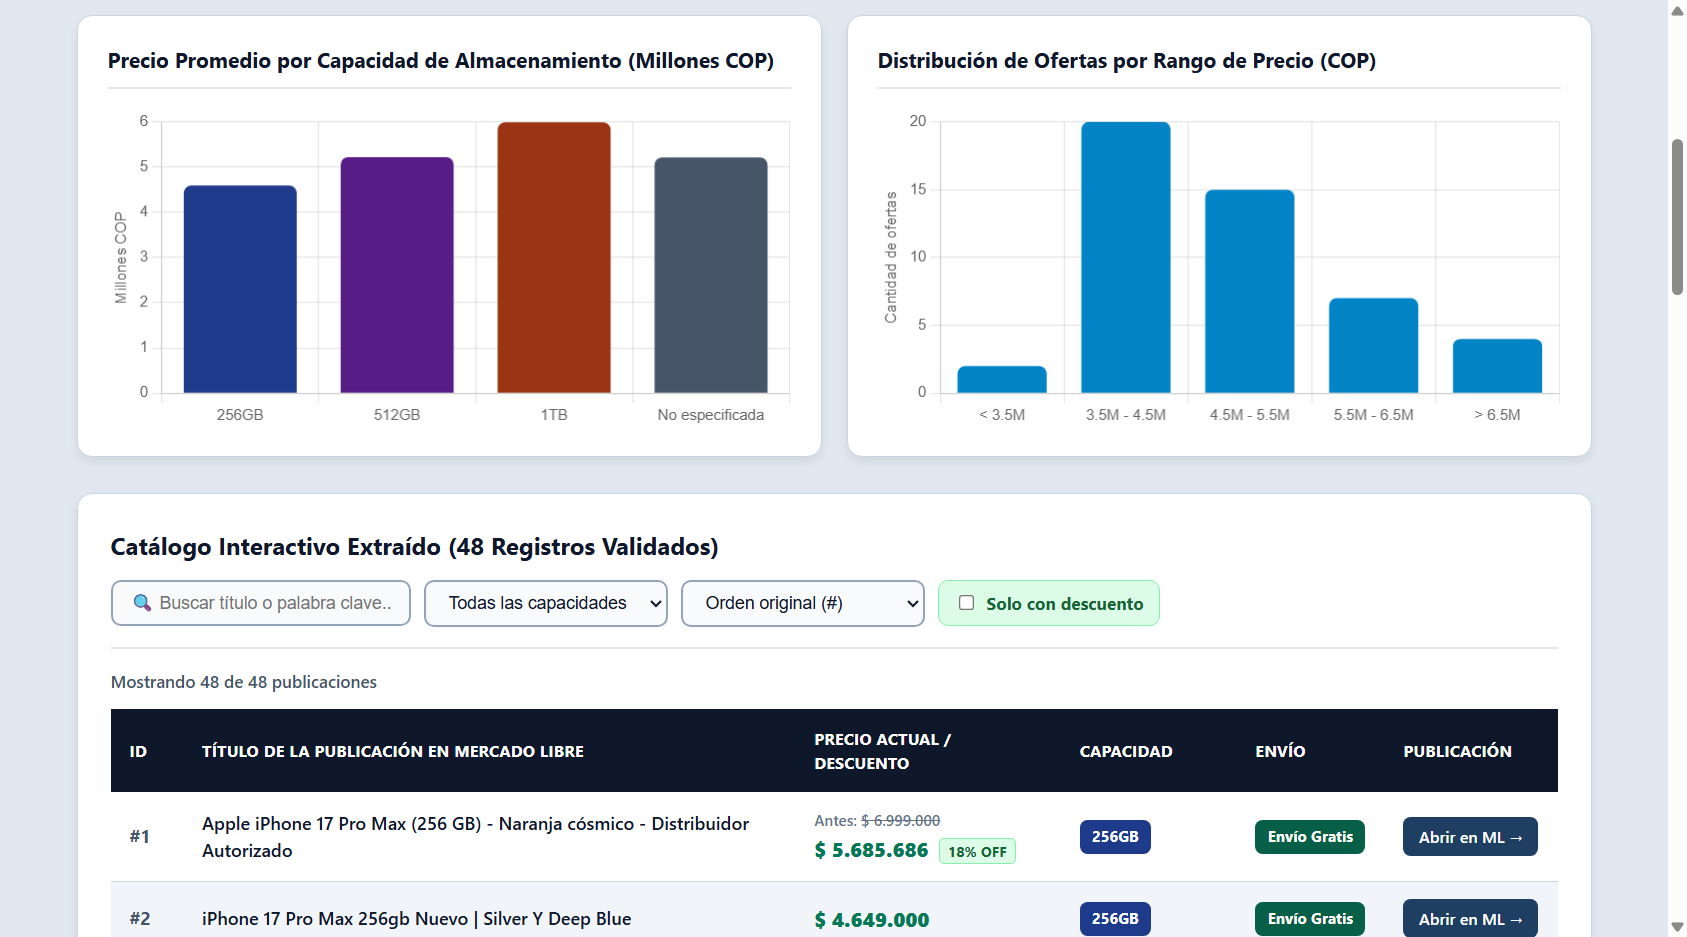 Precio Promedio por Capacidad de Almacenamiento (Millones COP)
6
5
4
3
2
1
0
Millones COP
256GB
512GB
1TB
No especificada
Distribución de Ofertas por Rango de Precio (COP)
20
15
10
5
0
Cantidad de ofertas
< 3.5M
3.5M - 4.5M
4.5M - 5.5M
5.5M - 6.5M
> 6.5M
Catálogo Interactivo Extraído (48 Registros Validados)
Buscar título o palabra clave..
Todas las capacidades
Orden original (#)
Solo con descuento
Mostrando 48 de 48 publicaciones
ID
TÍTULO DE LA PUBLICACIÓN EN MERCADO LIBRE
PRECIO ACTUAL /
DESCUENTO
CAPACIDAD
ENVÍO
PUBLICACIÓN
#1
Apple iPhone 17 Pro Max (256 GB) - Naranja cósmico - Distribuidor
Autorizado
Antes: $ 6.999.000
$ 5.685.686
18% OFF
256GB
Envío Gratis
Abrir en ML →
#2
iPhone 17 Pro Max 256gb Nuevo | Silver Y Deep Blue
$ 4.649.000
256GB
Envío Gratis
Abrir en ML →